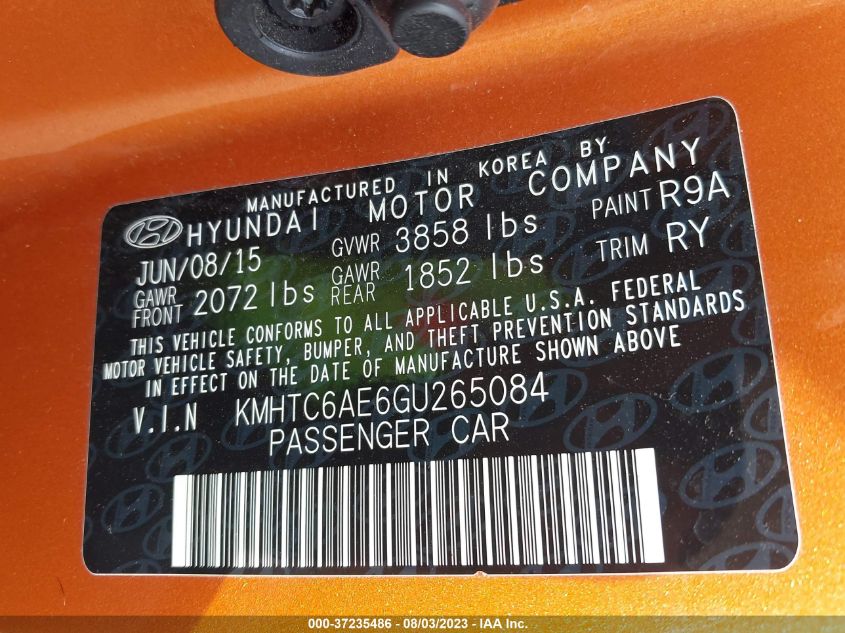 MANUFACTURED IN KOREA BY
HYUNDAI MOTOR COMPANY
JUN/08/15 GVWR 3858 lbs PAINT R9A
GAWR FRONT 2072 lbs GAWR REAR 1852 lbs TRIM RY
THIS VEHICLE CONFORMS TO ALL APPLICABLE U.S.A. FEDERAL
MOTOR VEHICLE SAFETY, BUMPER, AND THEFT PREVENTION STANDARDS
IN EFFECT ON THE DATE OF MANUFACTURE SHOWN ABOVE
V.I.N KMHTC6AE6GU265084
PASSENGER CAR
000-37235486 - 08/03/2023 - IAA Inc.